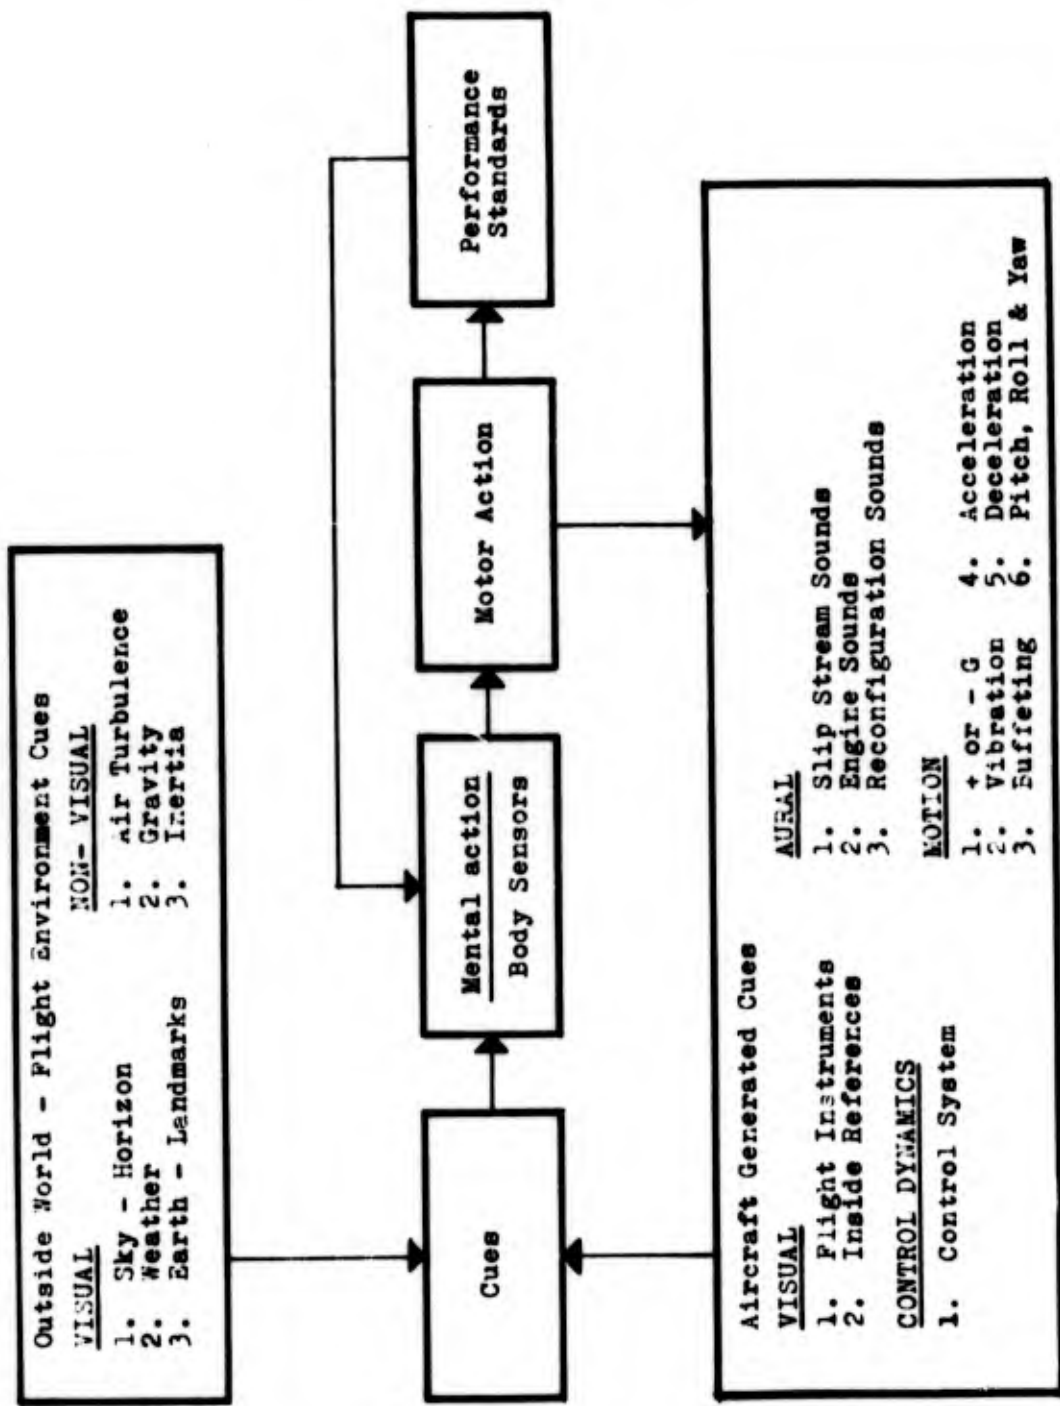 Outside World - Flight Environment Cues
VISUAL
1. Sky - Horizon
2. Weather
3. Earth - Landmarks
NON- VISUAL
1. Air Turbulence
2. Gravity
3. Inertia
Cues
Mental action
Body Sensors
Motor Action
Performance
Standards
Aircraft Generated Cues
VISUAL
1. Flight Instruments
2. Inside References
CONTROL DYNAMICS
1. Control System
AURAL
1. Slip Stream Sounds
2. Engine Sounds
3. Reconfiguration Sounds
MOTION
1. + or - G
2. Vibration
3. Buffeting
4. Acceleration
5. Deceleration
6. Pitch, Roll & Yaw